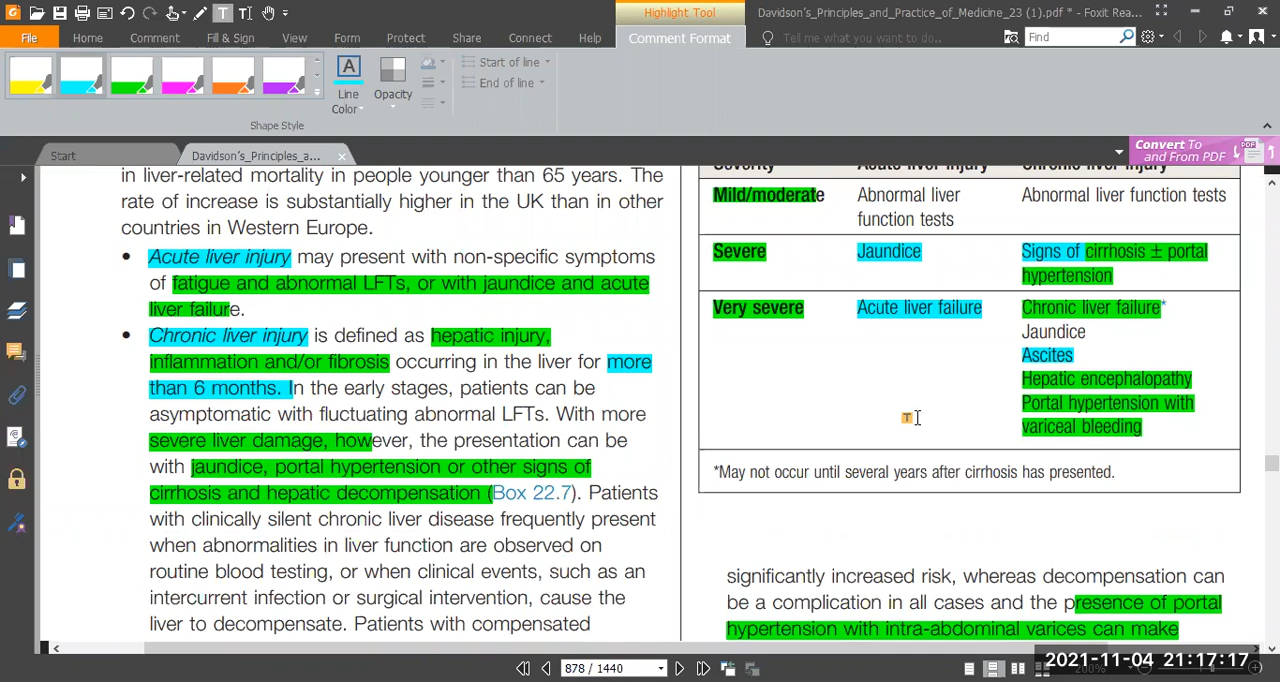 Highlight Tool
Davidson's_Principles_and_Practice_of_Medicine_23 (1).pdf * - Foxit Rea...
File
Home
Comment
Fill & Sign
View
Form
Protect
Share
Connect
Help
Comment Format
Tell me what you want to do..
Find
Line
Color
Opacity
Start of line
End of line
Shape Style
Start
Davidson's_Principles_a...
Convert To
and From PDF
PDF
in liver-related mortality in people younger than 65 years. The
rate of increase is substantially higher in the UK than in other
countries in Western Europe.
• Acute liver injury may present with non-specific symptoms
of fatigue and abnormal LFTs, or with jaundice and acute
liver failure.
• Chronic liver injury is defined as hepatic injury,
inflammation and/or fibrosis occurring in the liver for more
than 6 months. In the early stages, patients can be
asymptomatic with fluctuating abnormal LFTs. With more
severe liver damage, however, the presentation can be
with jaundice, portal hypertension or other signs of
cirrhosis and hepatic decompensation (Box 22.7). Patients
with clinically silent chronic liver disease frequently present
when abnormalities in liver function are observed on
routine blood testing, or when clinical events, such as an
intercurrent infection or surgical intervention, cause the
liver to decompensate. Patients with compensated
Severity Acute liver injury Chronic liver injury
Mild/moderate
Abnormal liver
function tests
Abnormal liver function tests
Severe
Jaundice
Signs of cirrhosis ± portal
hypertension
Very severe
Acute liver failure
Chronic liver failure*
Jaundice
Ascites
Hepatic encephalopathy
Portal hypertension with
variceal bleeding
*May not occur until several years after cirrhosis has presented.
significantly increased risk, whereas decompensation can
be a complication in all cases and the presence of portal
hypertension with intra-abdominal varices can make
878 / 1440
2021-11-04 21:17:17